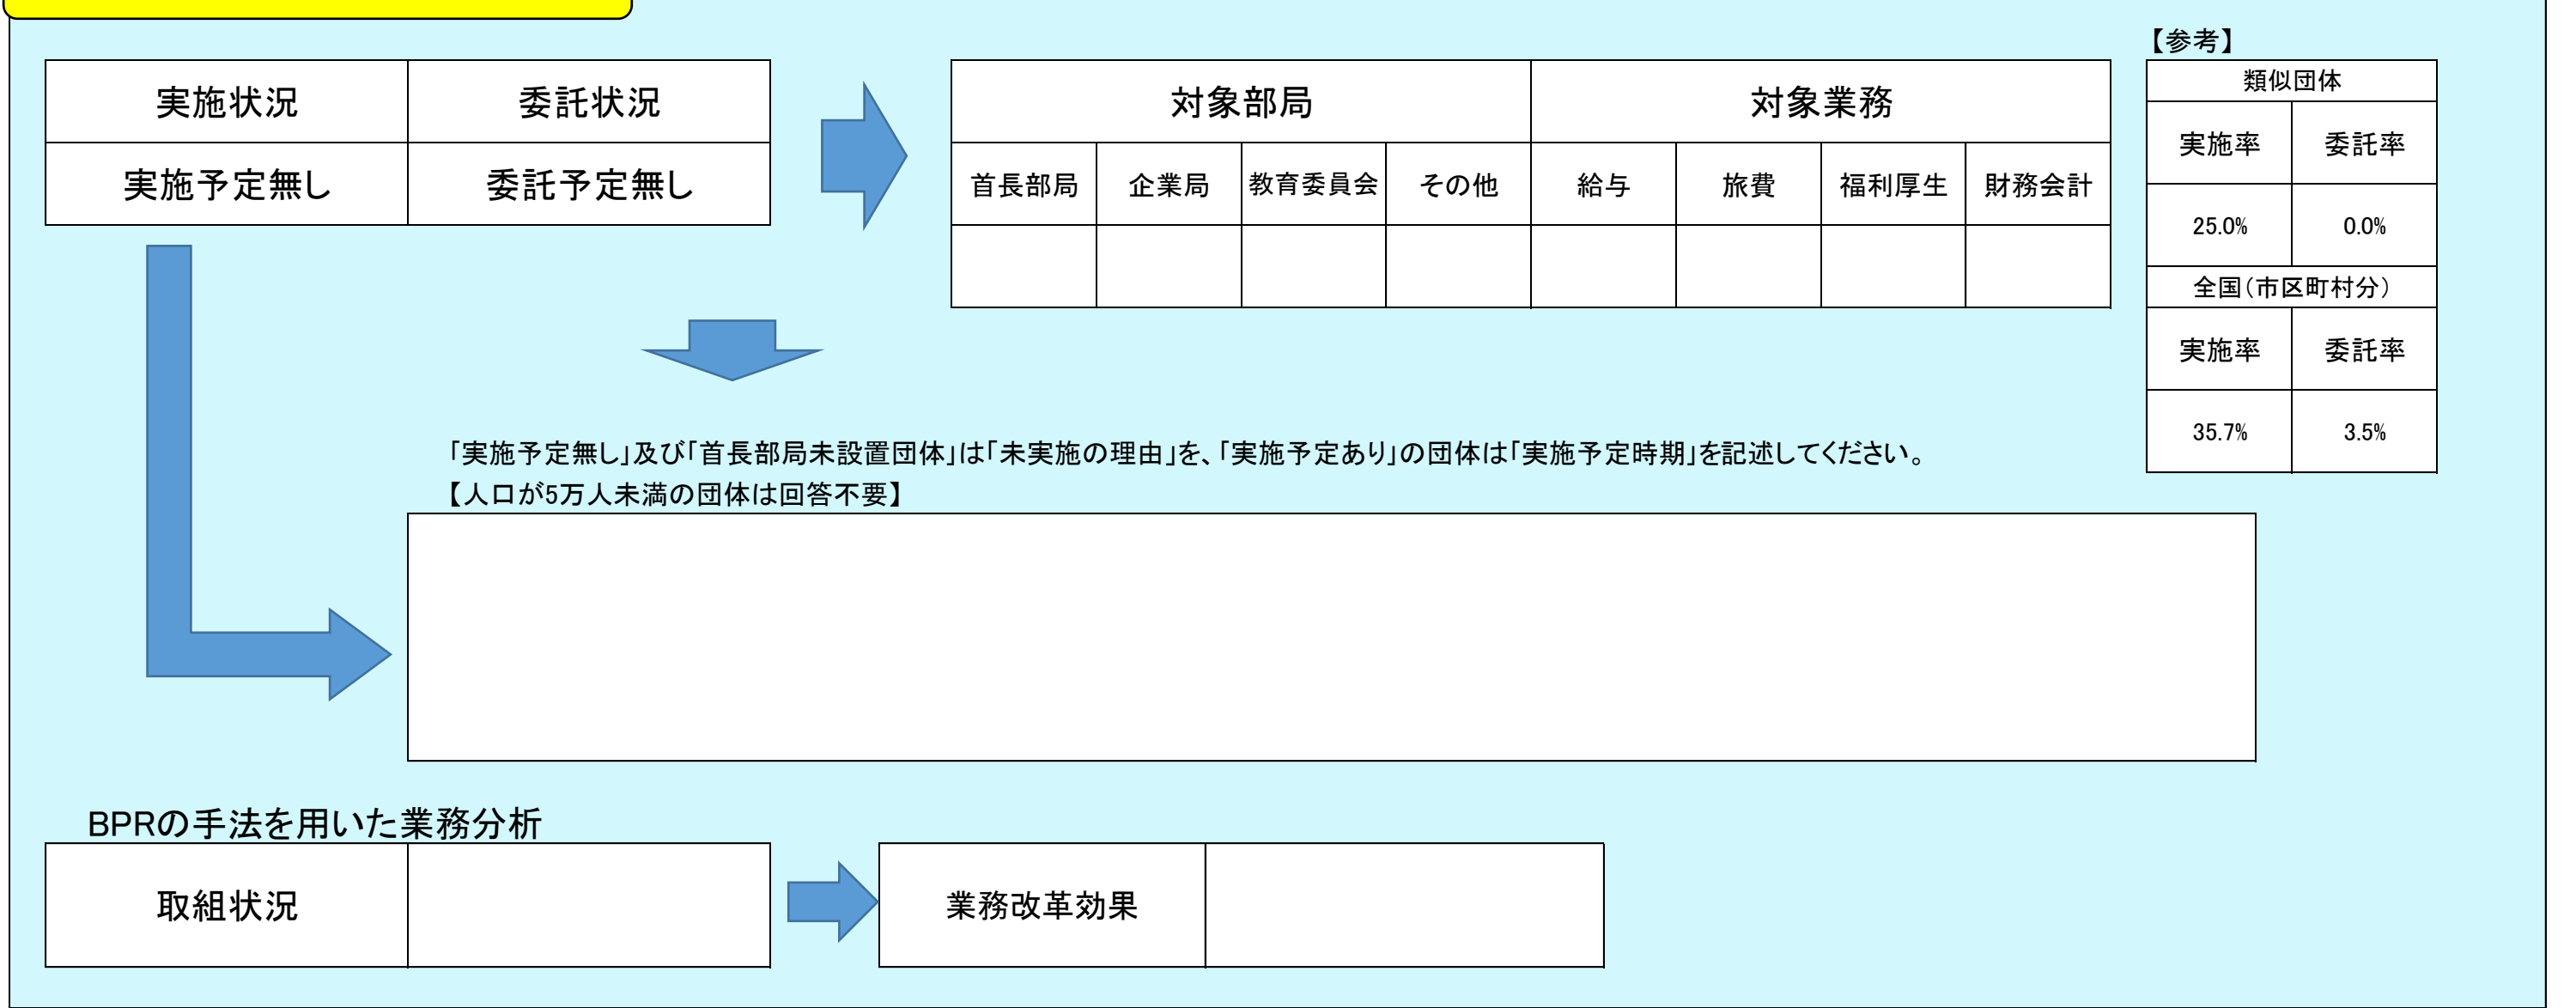 【参考】
実施状況 委託状況
実施予定無し 委託予定無し
対象部局 対象業務
首長部局 企業局 教育委員会 その他 給与 旅費 福利厚生 財務会計
類似団体
実施率 委託率
25.0% 0.0%
全国(市区町村分)
実施率 委託率
35.7% 3.5%
「実施予定無し」及び「首長部局未設置団体」は「未実施の理由」を、「実施予定あり」の団体は「実施予定時期」を記述してください。
【人口が5万人未満の団体は回答不要】
BPRの手法を用いた業務分析
取組状況
業務改革効果